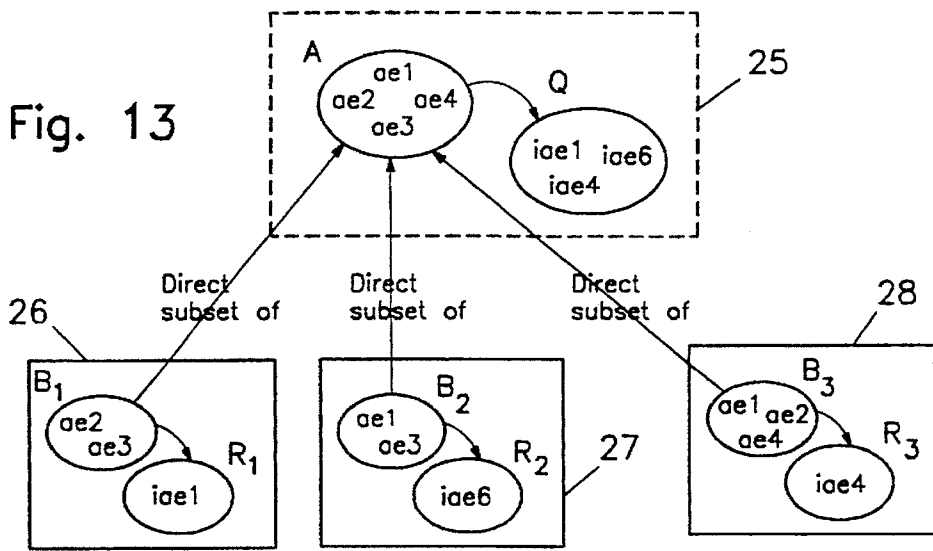 Fig. 13
A
ae1
ae2 ae4
ae3
Q
iae1 iae6
iae4
25
Direct
subset of
Direct
subset of
Direct
subset of
26
B1
ae2
ae3
R1
iae1
B2
ae1
ae3
R2
iae6
27
28
B3
ae1 ae2
ae4
R3
iae4